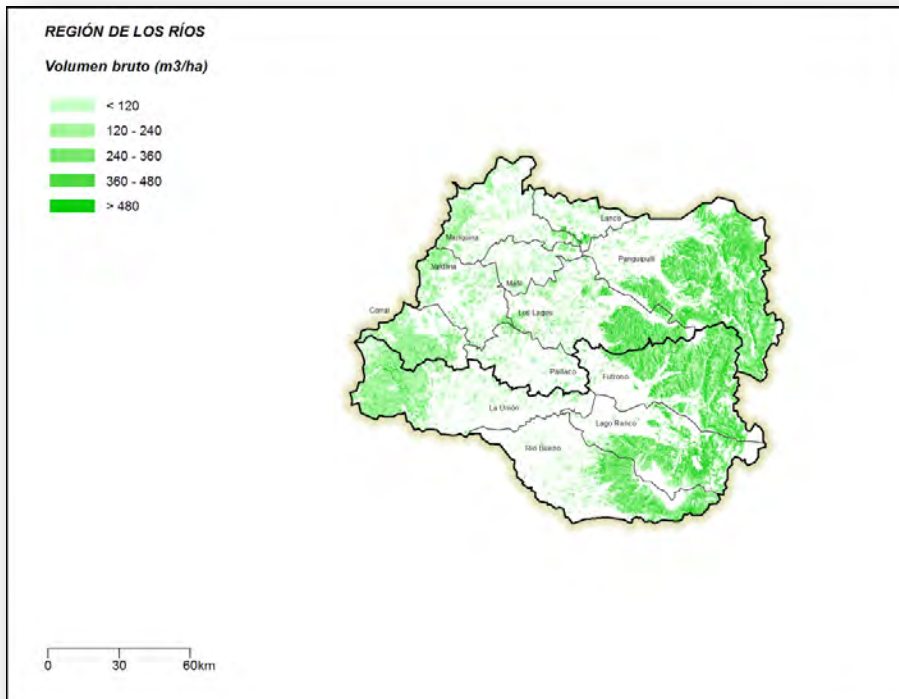 REGIÓN DE LOS RÍOS
Volumen bruto (m3/ha)
< 120
120 - 240
240 - 360
360 - 480
> 480
Lanco
Mariquina
Panguipulli
Valdivia
Máfil
Corral
Los Lagos
Paillaco
Futrono
La Unión
Lago Ranco
Río Bueno
0 30 60km